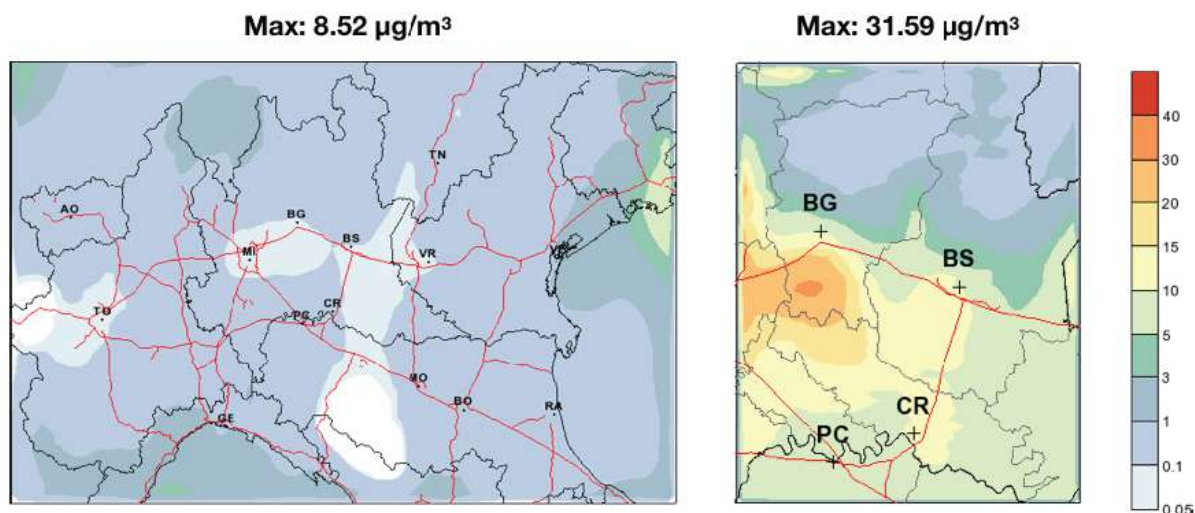 Max: 8.52 µg/m³
Max: 31.59 µg/m³
TN
AO
BG
MI
BS
VR
TO
CR
PC
MO
BO
RA
GE
BG
BS
CR
PC
40
30
20
15
10
5
3
1
0.1
0.05